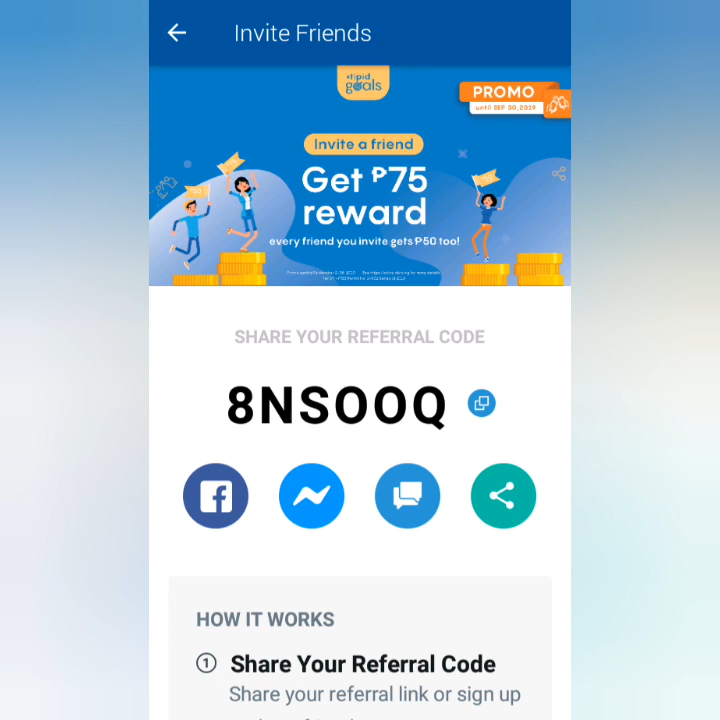 Invite Friends
#tipid
goals
PROMO
until SEP 30, 2019
Invite a friend
Get ₱75
reward
every friend you invite gets ₱50 too!
SHARE YOUR REFERRAL CODE
8NSOOQ
HOW IT WORKS
1 Share Your Referral Code
Share your referral link or sign up